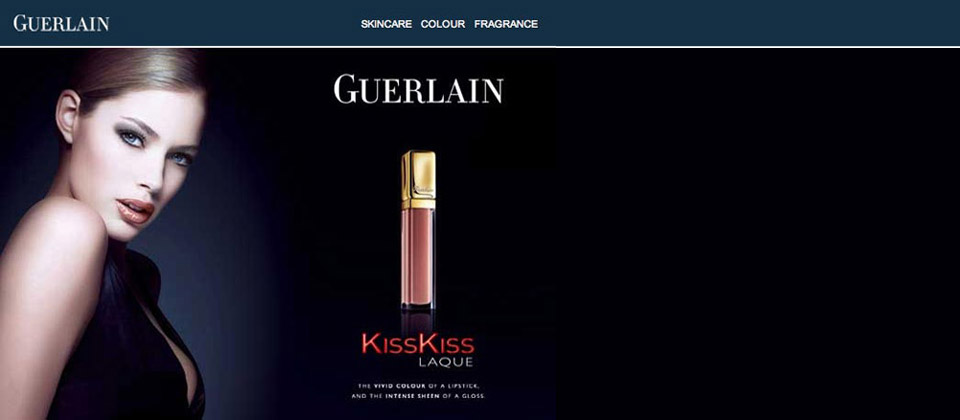 GUERLAIN
SKINCARE COLOUR FRAGRANCE
GUERLAIN
KISSKISS
LAQUE
THE VIVID COLOUR OF A LIPSTICK,
AND THE INTENSE SHEEN OF A GLOSS.